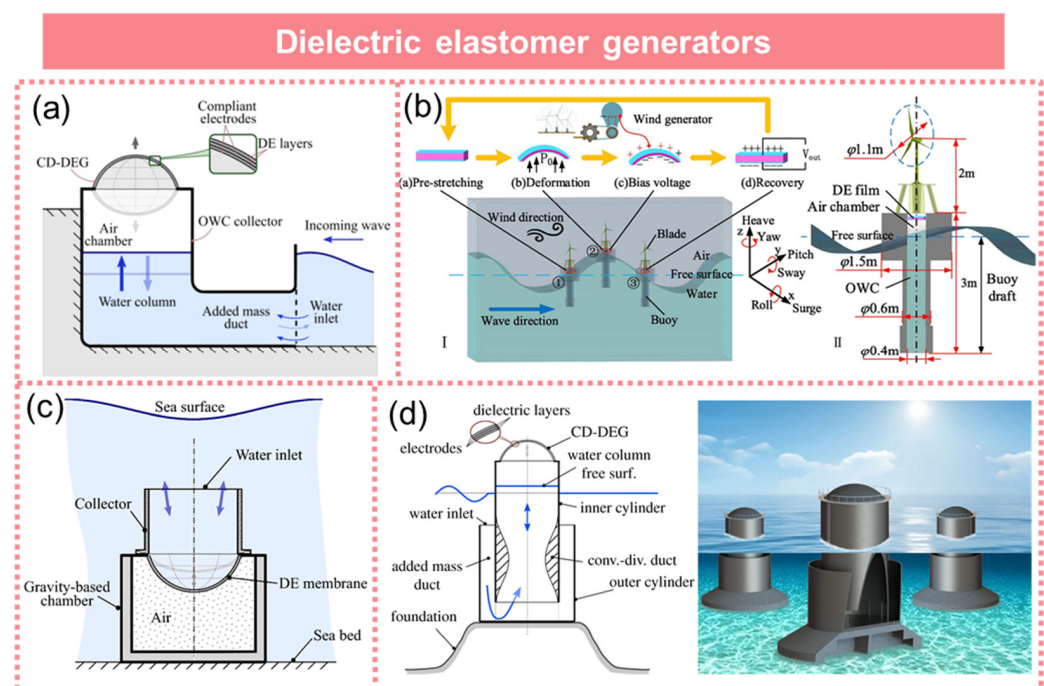 Dielectric elastomer generators
(a)
Compliant
electrodes
DE layers
CD-DEG
OWC collector
Air
chamber
Incoming wave
Water column
Added mass
duct
Water
inlet
(b)
Wind generator
P0
Vout
(a)Pre-stretching
(b)Deformation
(c)Bias voltage
(d)Recovery
Wind direction
Blade
①
②
③
Air
Free surface
Water
Wave direction
Buoy
I
Heave
z
Yaw
y
Pitch
Sway
Roll
x
Surge
φ1.1m
2m
DE film
Air chamber
Free surface
φ1.5m
OWC
3m
Buoy
draft
φ0.6m
II
φ0.4m
(c)
Sea surface
Water inlet
Collector
Gravity-based
chamber
DE membrane
Air
Sea bed
(d)
dielectric layers
electrodes
CD-DEG
water column
free surf.
water inlet
inner cylinder
added mass
duct
conv.-div. duct
outer cylinder
foundation